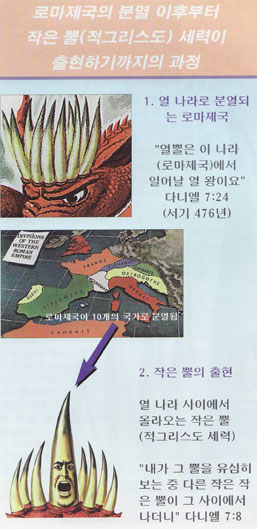 로마제국의 분열 이후부터
작은 뿔(적그리스도) 세력이
출현하기까지의 과정
1. 열 나라로 분열되
는 로마제국
"열뿔은 이 나라
(로마제국)에서
일어날 열 왕이요"
다니엘 7:24
(서기 476년)
DIVISIONS
OF THE
WESTERN
ROMAN
EMPIRE
FRANKS
SUEVI
VISIGOTHS
OSTROGOTHS
VANDALS
로마제국이 10개의 국가로 분열됨
2. 작은 뿔의 출현
열 나라 사이에서
올라오는 작은 뿔
(적그리스도 세력)
"내가 그 뿔을 유심히
보는 중 다른 작은 작
은 뿔이 그 사이에서
나더니" 다니엘 7:8